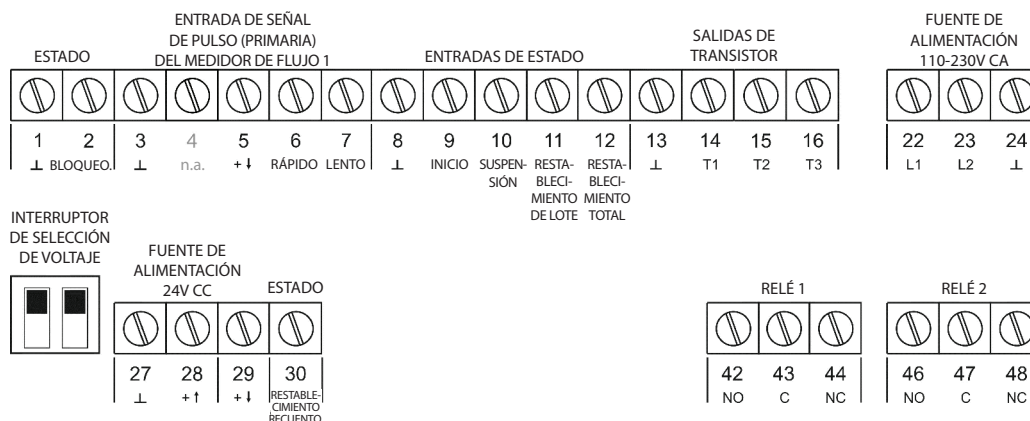 ESTADO
ENTRADA DE SEÑAL
DE PULSO (PRIMARIA)
DEL MEDIDOR DE FLUJO 1
ENTRADAS DE ESTADO
SALIDAS DE
TRANSISTOR
FUENTE DE
ALIMENTACIÓN
110-230V CA
1 2 3 4 5 6 7 8 9 10 11 12 13 14 15 16 22 23 24
⊥ BLOQUEO. ⊥ n.a. +↓ RÁPIDO LENTO ⊥ INICIO
SUSPEN-
SIÓN
RESTA-
BLECI-
MIENTO
DE LOTE
RESTA-
BLECI-
MIENTO
TOTAL
⊥ T1 T2 T3 L1 L2 ⊥
INTERRUPTOR
DE SELECCIÓN
DE VOLTAJE
FUENTE DE
ALIMENTACIÓN
24V CC
ESTADO
27 28 29 30
⊥ +↑ +↓
RESTABLE-
CIMIENTO
RECUENTO
RELÉ 1
42 43 44
NO C NC
RELÉ 2
46 47 48
NO C NC